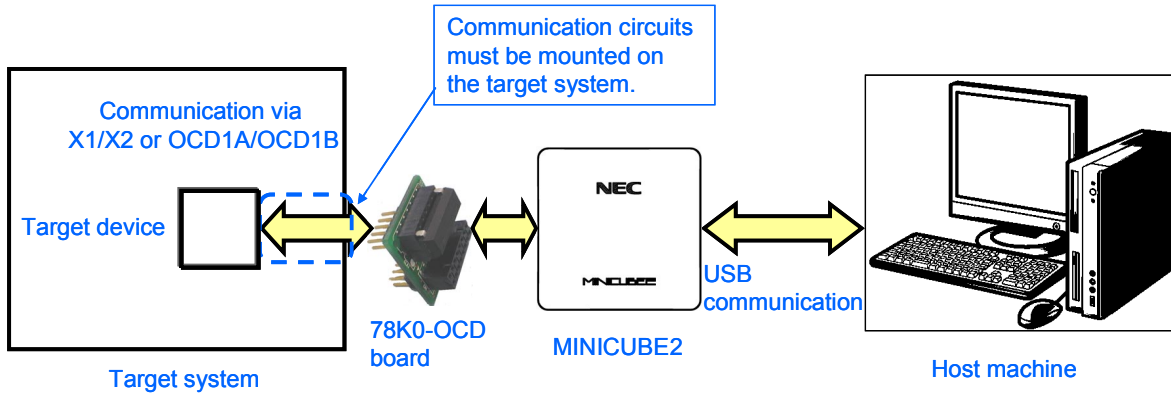 Communication circuits
must be mounted on
the target system.
Communication via
X1/X2 or OCD1A/OCD1B
Target device
NEC
MINICUBE2
USB
communication
78K0-OCD
board
MINICUBE2
Target system
Host machine